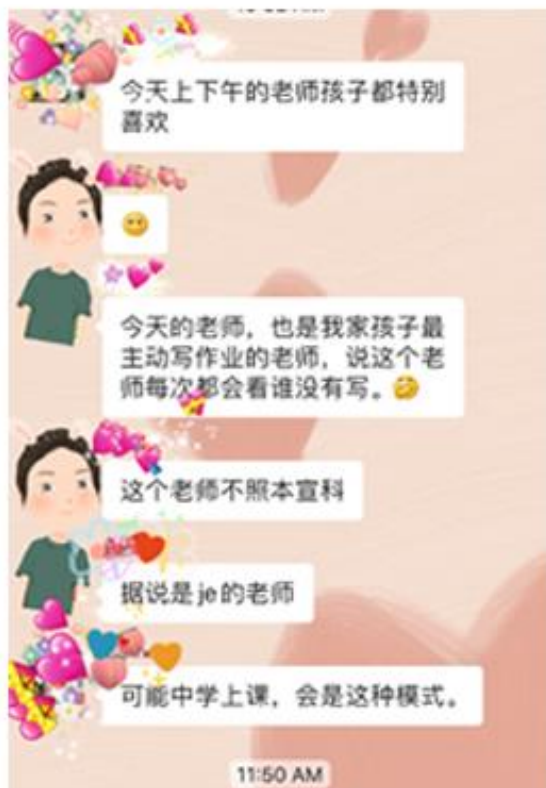 今天上下午的老师孩子都特别
喜欢
今天的老师，也是我家孩子最
主动写作业的老师，说这个老
师每次都会看谁没有写。
这个老师不照本宣科
据说是je的老师
可能中学上课，会是这种模式。
11:50 AM